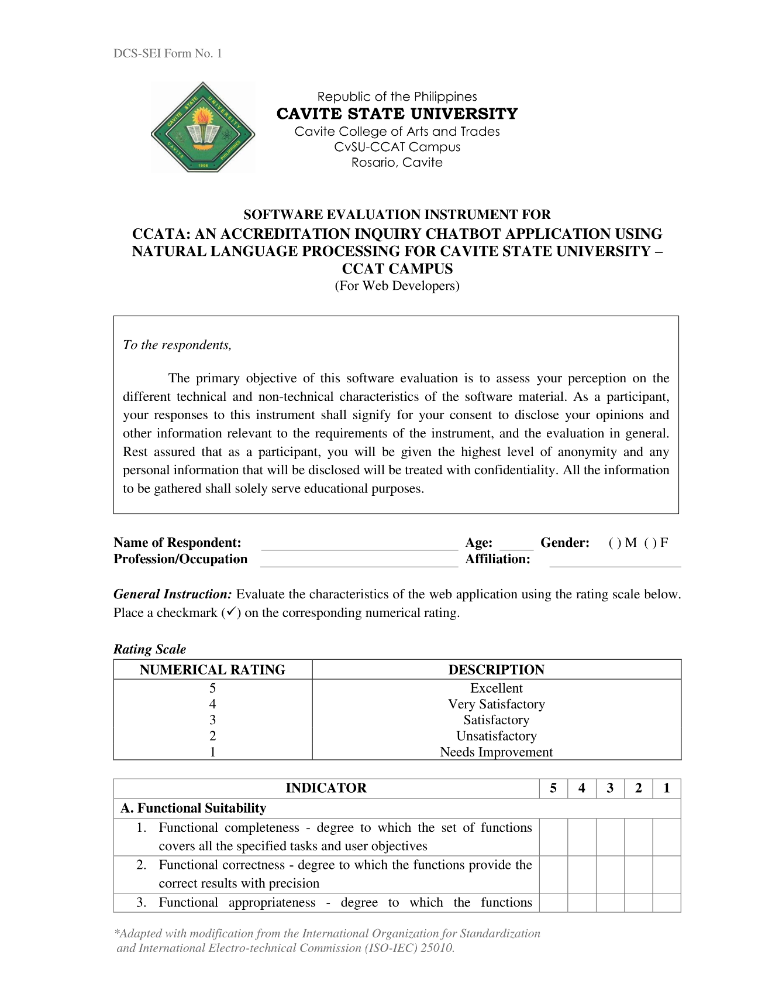 DCS-SEI Form No. 1
CAVITE STATE UNIVERSITY
CAVITE
PHILIPPINES
1906
Republic of the Philippines
CAVITE STATE UNIVERSITY
Cavite College of Arts and Trades
CvSU-CCAT Campus
Rosario, Cavite
SOFTWARE EVALUATION INSTRUMENT FOR
CCATA: AN ACCREDITATION INQUIRY CHATBOT APPLICATION USING
NATURAL LANGUAGE PROCESSING FOR CAVITE STATE UNIVERSITY –
CCAT CAMPUS
(For Web Developers)
To the respondents,
The primary objective of this software evaluation is to assess your perception on the
different technical and non-technical characteristics of the software material. As a participant,
your responses to this instrument shall signify for your consent to disclose your opinions and
other information relevant to the requirements of the instrument, and the evaluation in general.
Rest assured that as a participant, you will be given the highest level of anonymity and any
personal information that will be disclosed will be treated with confidentiality. All the information
to be gathered shall solely serve educational purposes.
Name of Respondent: Age: Gender: ( ) M ( ) F
Profession/Occupation Affiliation:
General Instruction: Evaluate the characteristics of the web application using the rating scale below.
Place a checkmark (✓) on the corresponding numerical rating.
Rating Scale
NUMERICAL RATING DESCRIPTION
5 Excellent
4 Very Satisfactory
3 Satisfactory
2 Unsatisfactory
1 Needs Improvement
INDICATOR 5 4 3 2 1
A. Functional Suitability
1. Functional completeness - degree to which the set of functions
covers all the specified tasks and user objectives
2. Functional correctness - degree to which the functions provide the
correct results with precision
3. Functional appropriateness - degree to which the functions
*Adapted with modification from the International Organization for Standardization
and International Electro-technical Commission (ISO-IEC) 25010.